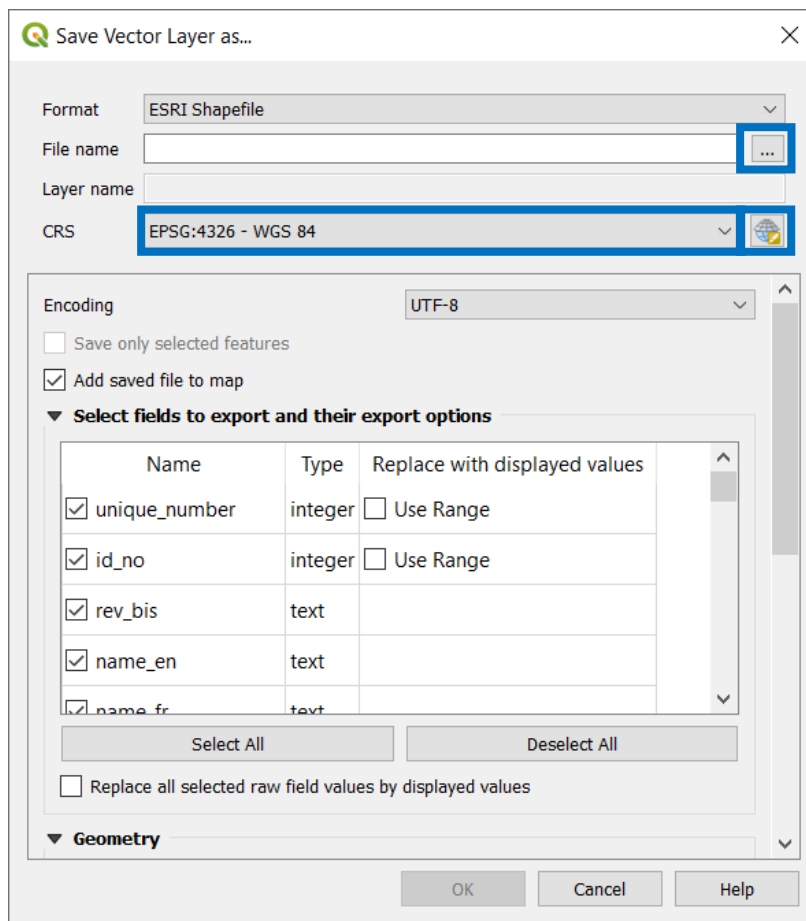 Save Vector Layer as...
Format ESRI Shapefile
File name ...
Layer name
CRS EPSG:4326 - WGS 84
Encoding UTF-8
Save only selected features
Add saved file to map
Select fields to export and their export options
Name Type Replace with displayed values
unique_number integer Use Range
id_no integer Use Range
rev_bis text
name_en text
name_fr text
Select All Deselect All
Replace all selected raw field values by displayed values
Geometry
OK Cancel Help